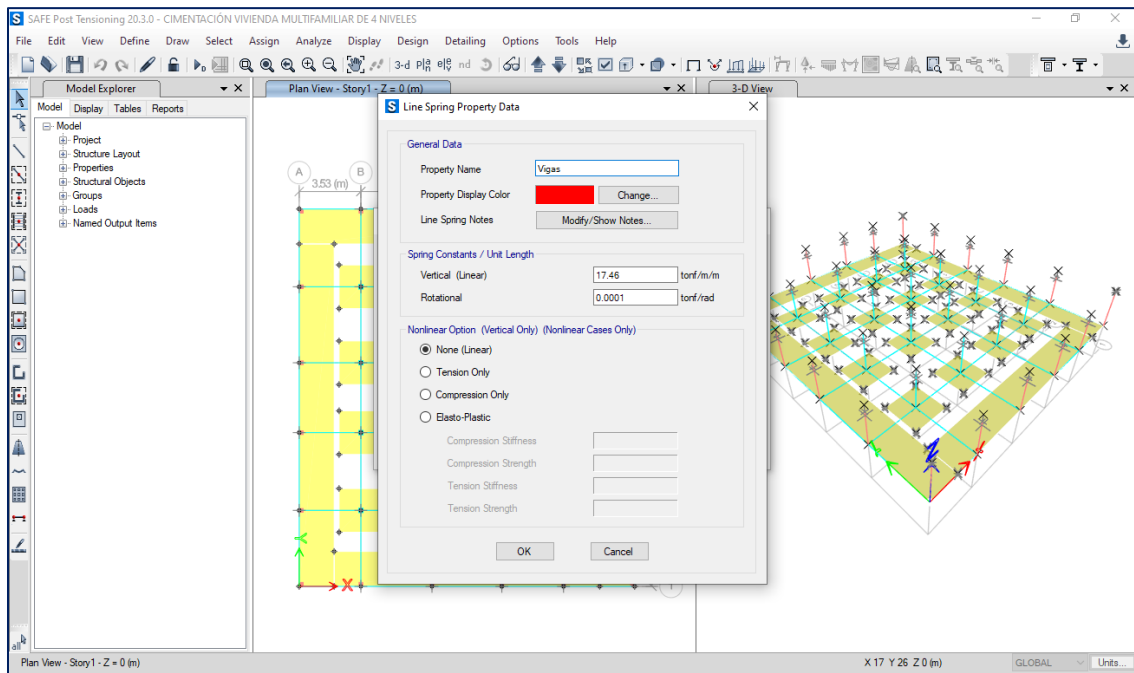 SAFE Post Tensioning 20.3.0 - CIMENTACIÓN VIVIENDA MULTIFAMILIAR DE 4 NIVELES
File Edit View Define Draw Select Assign Analyze Display Design Detailing Options Tools Help
3-d nd
Model Explorer
Model Display Tables Reports
Model
Project
Structure Layout
Properties
Structural Objects
Groups
Loads
Named Output Items
Plan View - Story1 - Z = 0 (m)
A B
3.53 (m)
X
3-D View
Line Spring Property Data
General Data
Property Name Vigas
Property Display Color Change...
Line Spring Notes Modify/Show Notes...
Spring Constants / Unit Length
Vertical (Linear) 17.46 tonf/m/m
Rotational 0.0001 tonf/rad
Nonlinear Option (Vertical Only) (Nonlinear Cases Only)
None (Linear)
Tension Only
Compression Only
Elasto-Plastic
Compression Stiffness
Compression Strength
Tension Stiffness
Tension Strength
OK Cancel
all
Plan View - Story1 - Z = 0 (m) X 17 Y 26 Z 0 (m) GLOBAL Units...